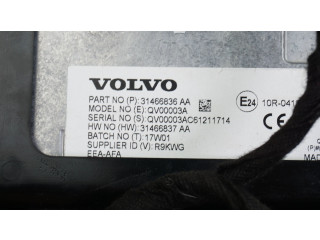 VOLVO
PART NO (P): 31466836 AA
MODEL NO (E): QV00003A
SERIAL NO (S): QV00003AC61211714
HW NO (HW): 31466837 AA
BATCH NO (T): 17W01
SUPPLIER ID (V): R9KWG
EEA-AFA
E24
CE